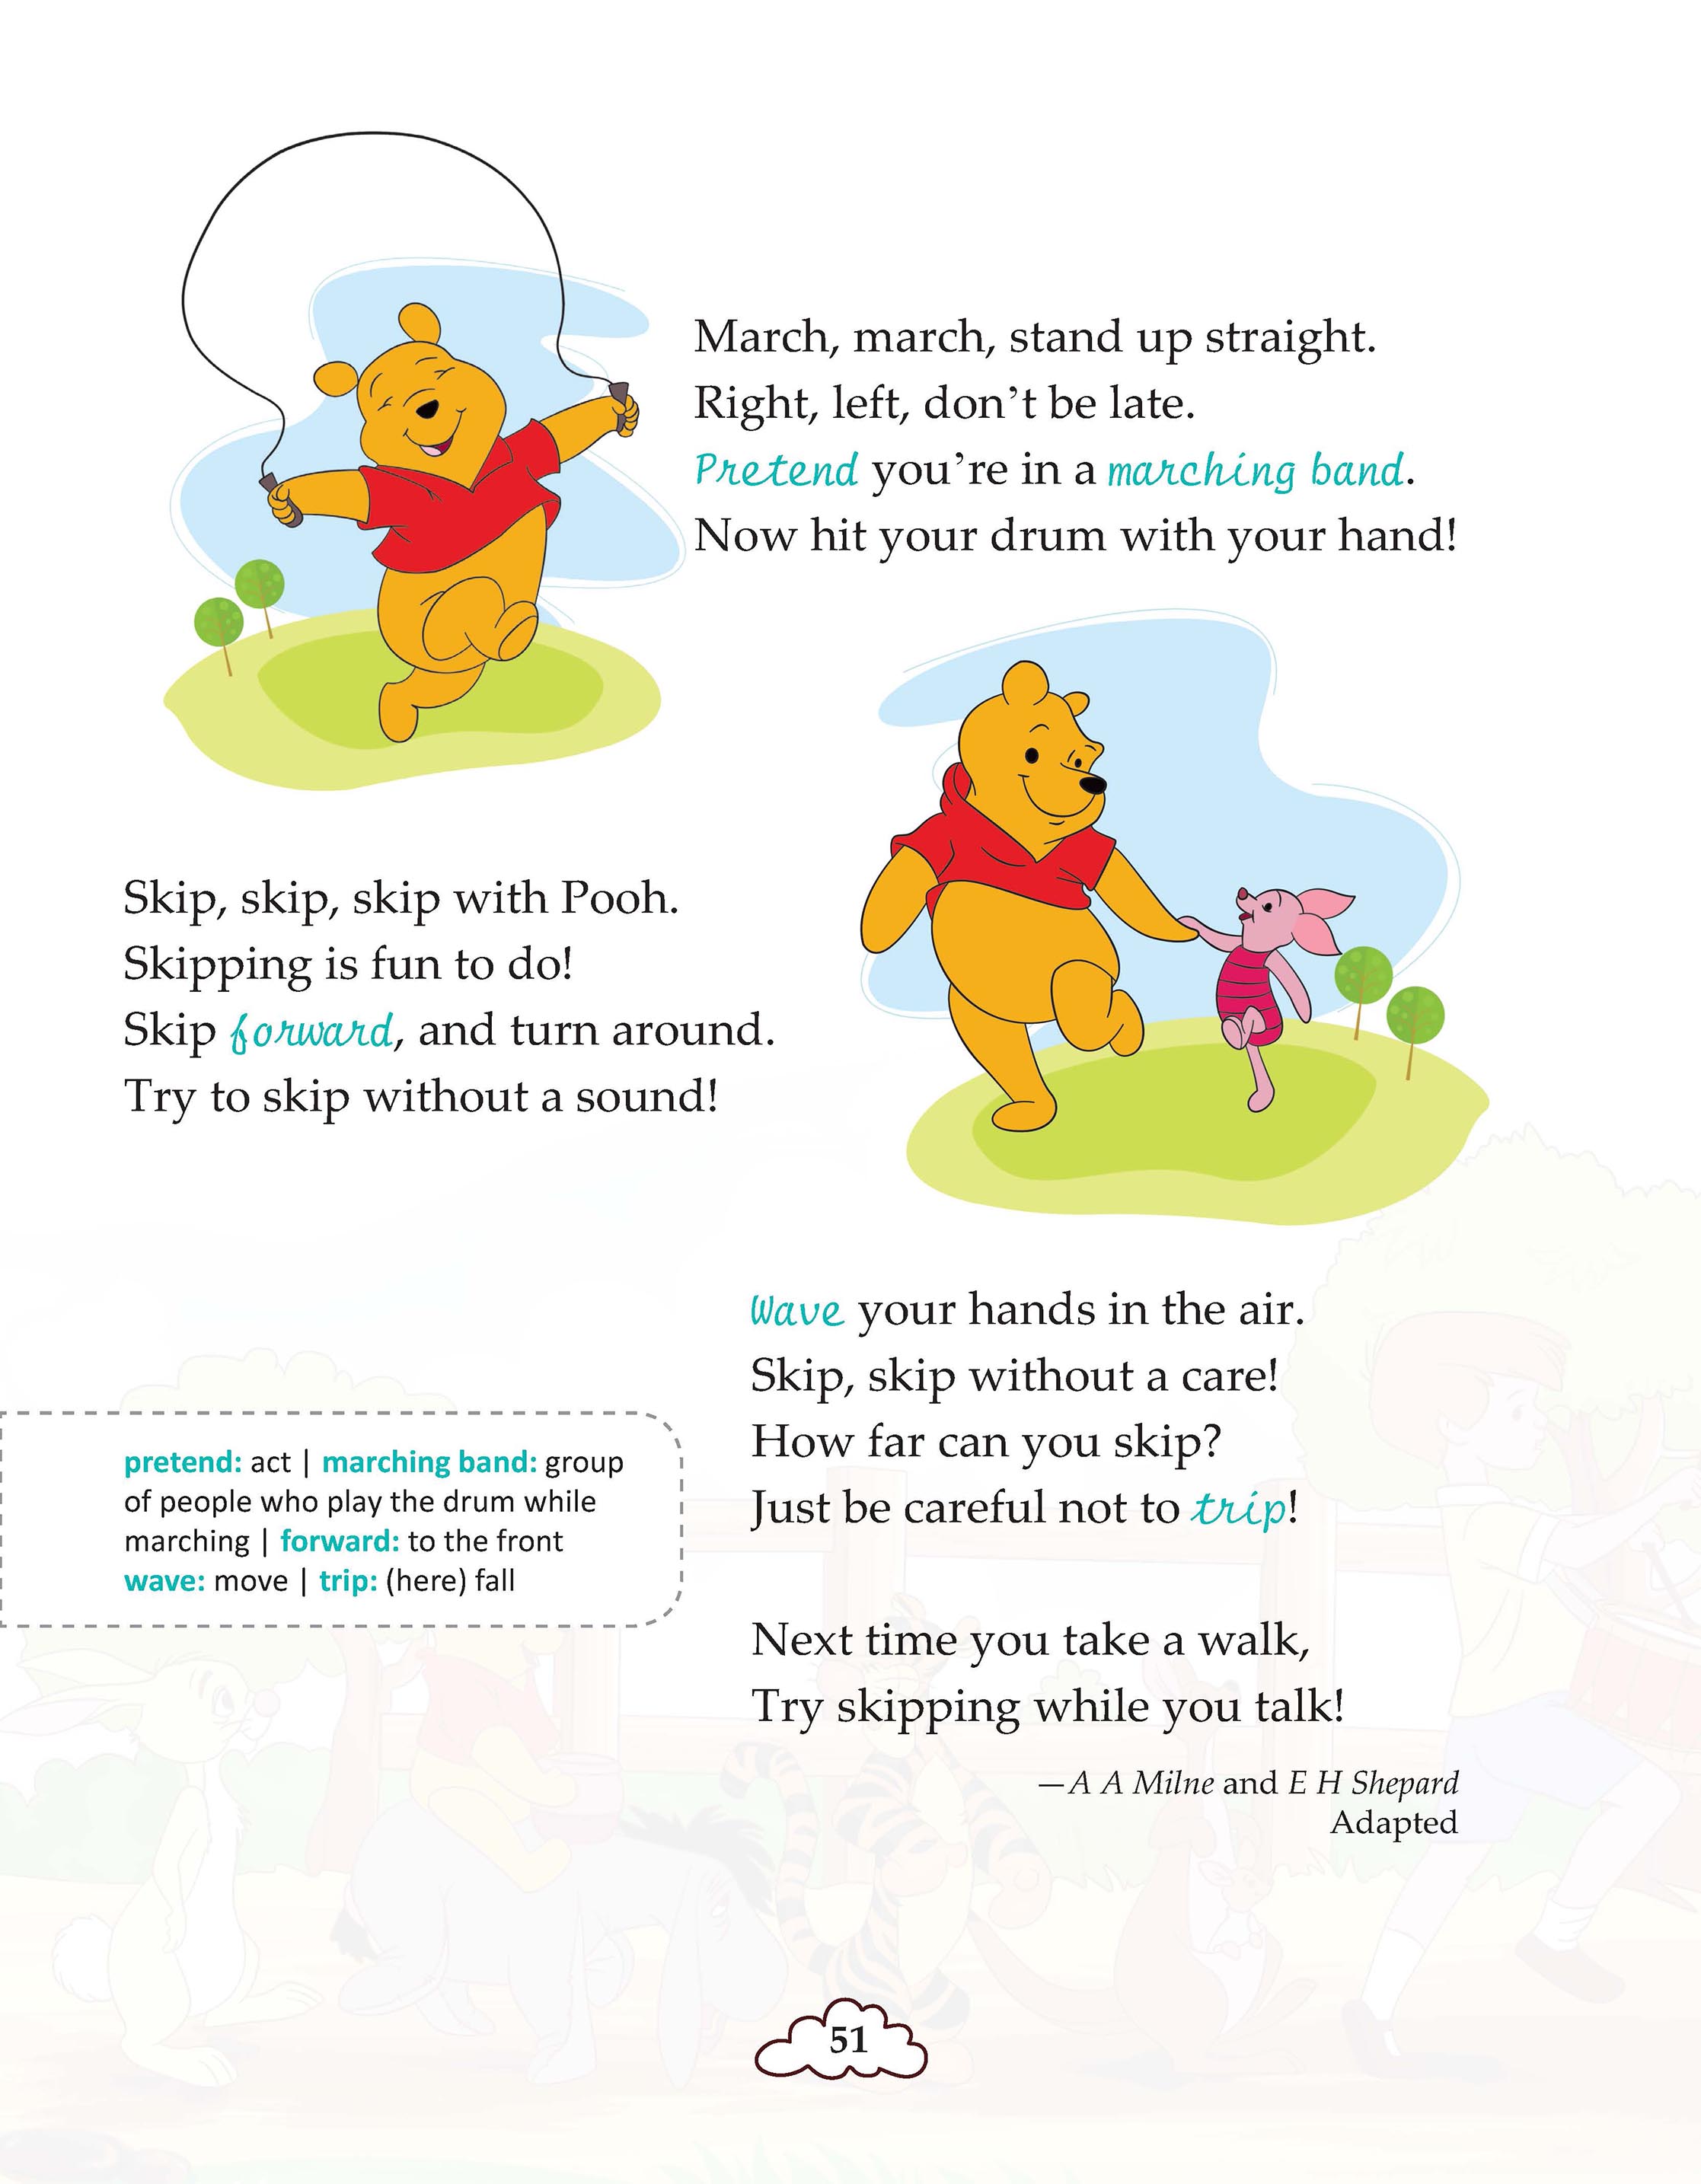 March, march, stand up straight.
Right, left, don’t be late.
Pretend you’re in a marching band.
Now hit your drum with your hand!
Skip, skip, skip with Pooh.
Skipping is fun to do!
Skip forward, and turn around.
Try to skip without a sound!
Wave your hands in the air.
Skip, skip without a care!
How far can you skip?
Just be careful not to trip!
Next time you take a walk,
Try skipping while you talk!
—A A Milne and E H Shepard
Adapted
pretend: act | marching band: group
of people who play the drum while
marching | forward: to the front
wave: move | trip: (here) fall
51